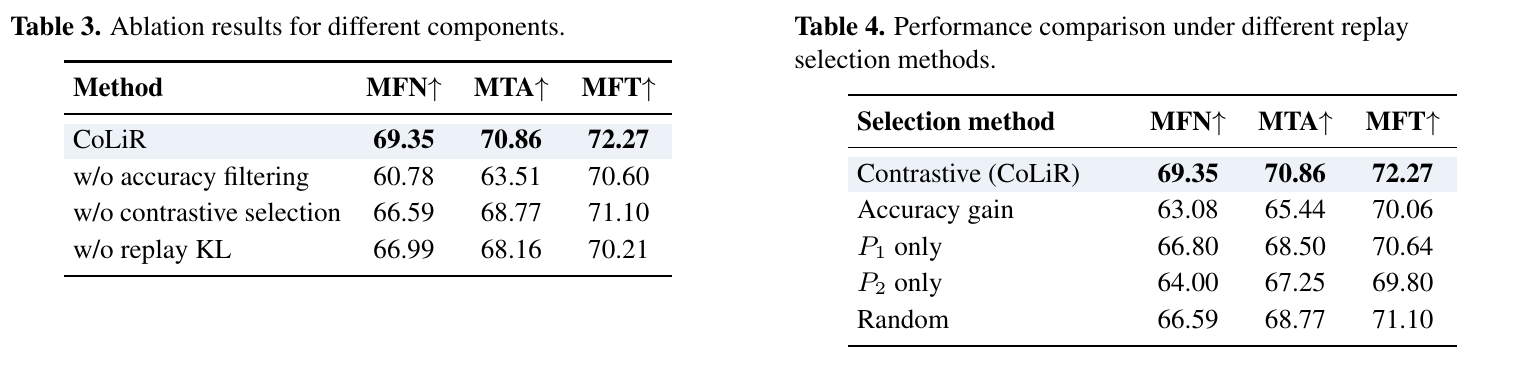 Table 3. Ablation results for different components.
Method MFN↑ MTA↑ MFT↑
CoLiR 69.35 70.86 72.27
w/o accuracy filtering 60.78 63.51 70.60
w/o contrastive selection 66.59 68.77 71.10
w/o replay KL 66.99 68.16 70.21
Table 4. Performance comparison under different replay
selection methods.
Selection method MFN↑ MTA↑ MFT↑
Contrastive (CoLiR) 69.35 70.86 72.27
Accuracy gain 63.08 65.44 70.06
P₁ only 66.80 68.50 70.64
P₂ only 64.00 67.25 69.80
Random 66.59 68.77 71.10